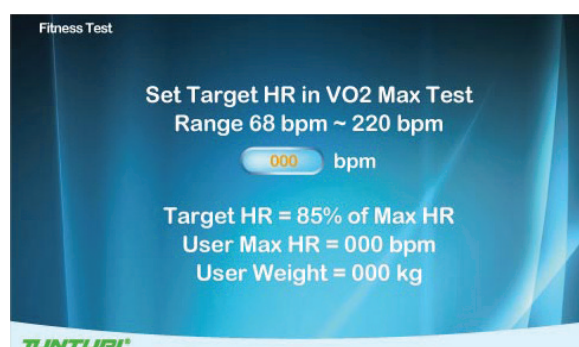 Fitness Test
Set Target HR in VO2 Max Test
Range 68 bpm ~ 220 bpm
000 bpm
Target HR = 85% of Max HR
User Max HR = 000 bpm
User Weight = 000 kg
TUNTURI®